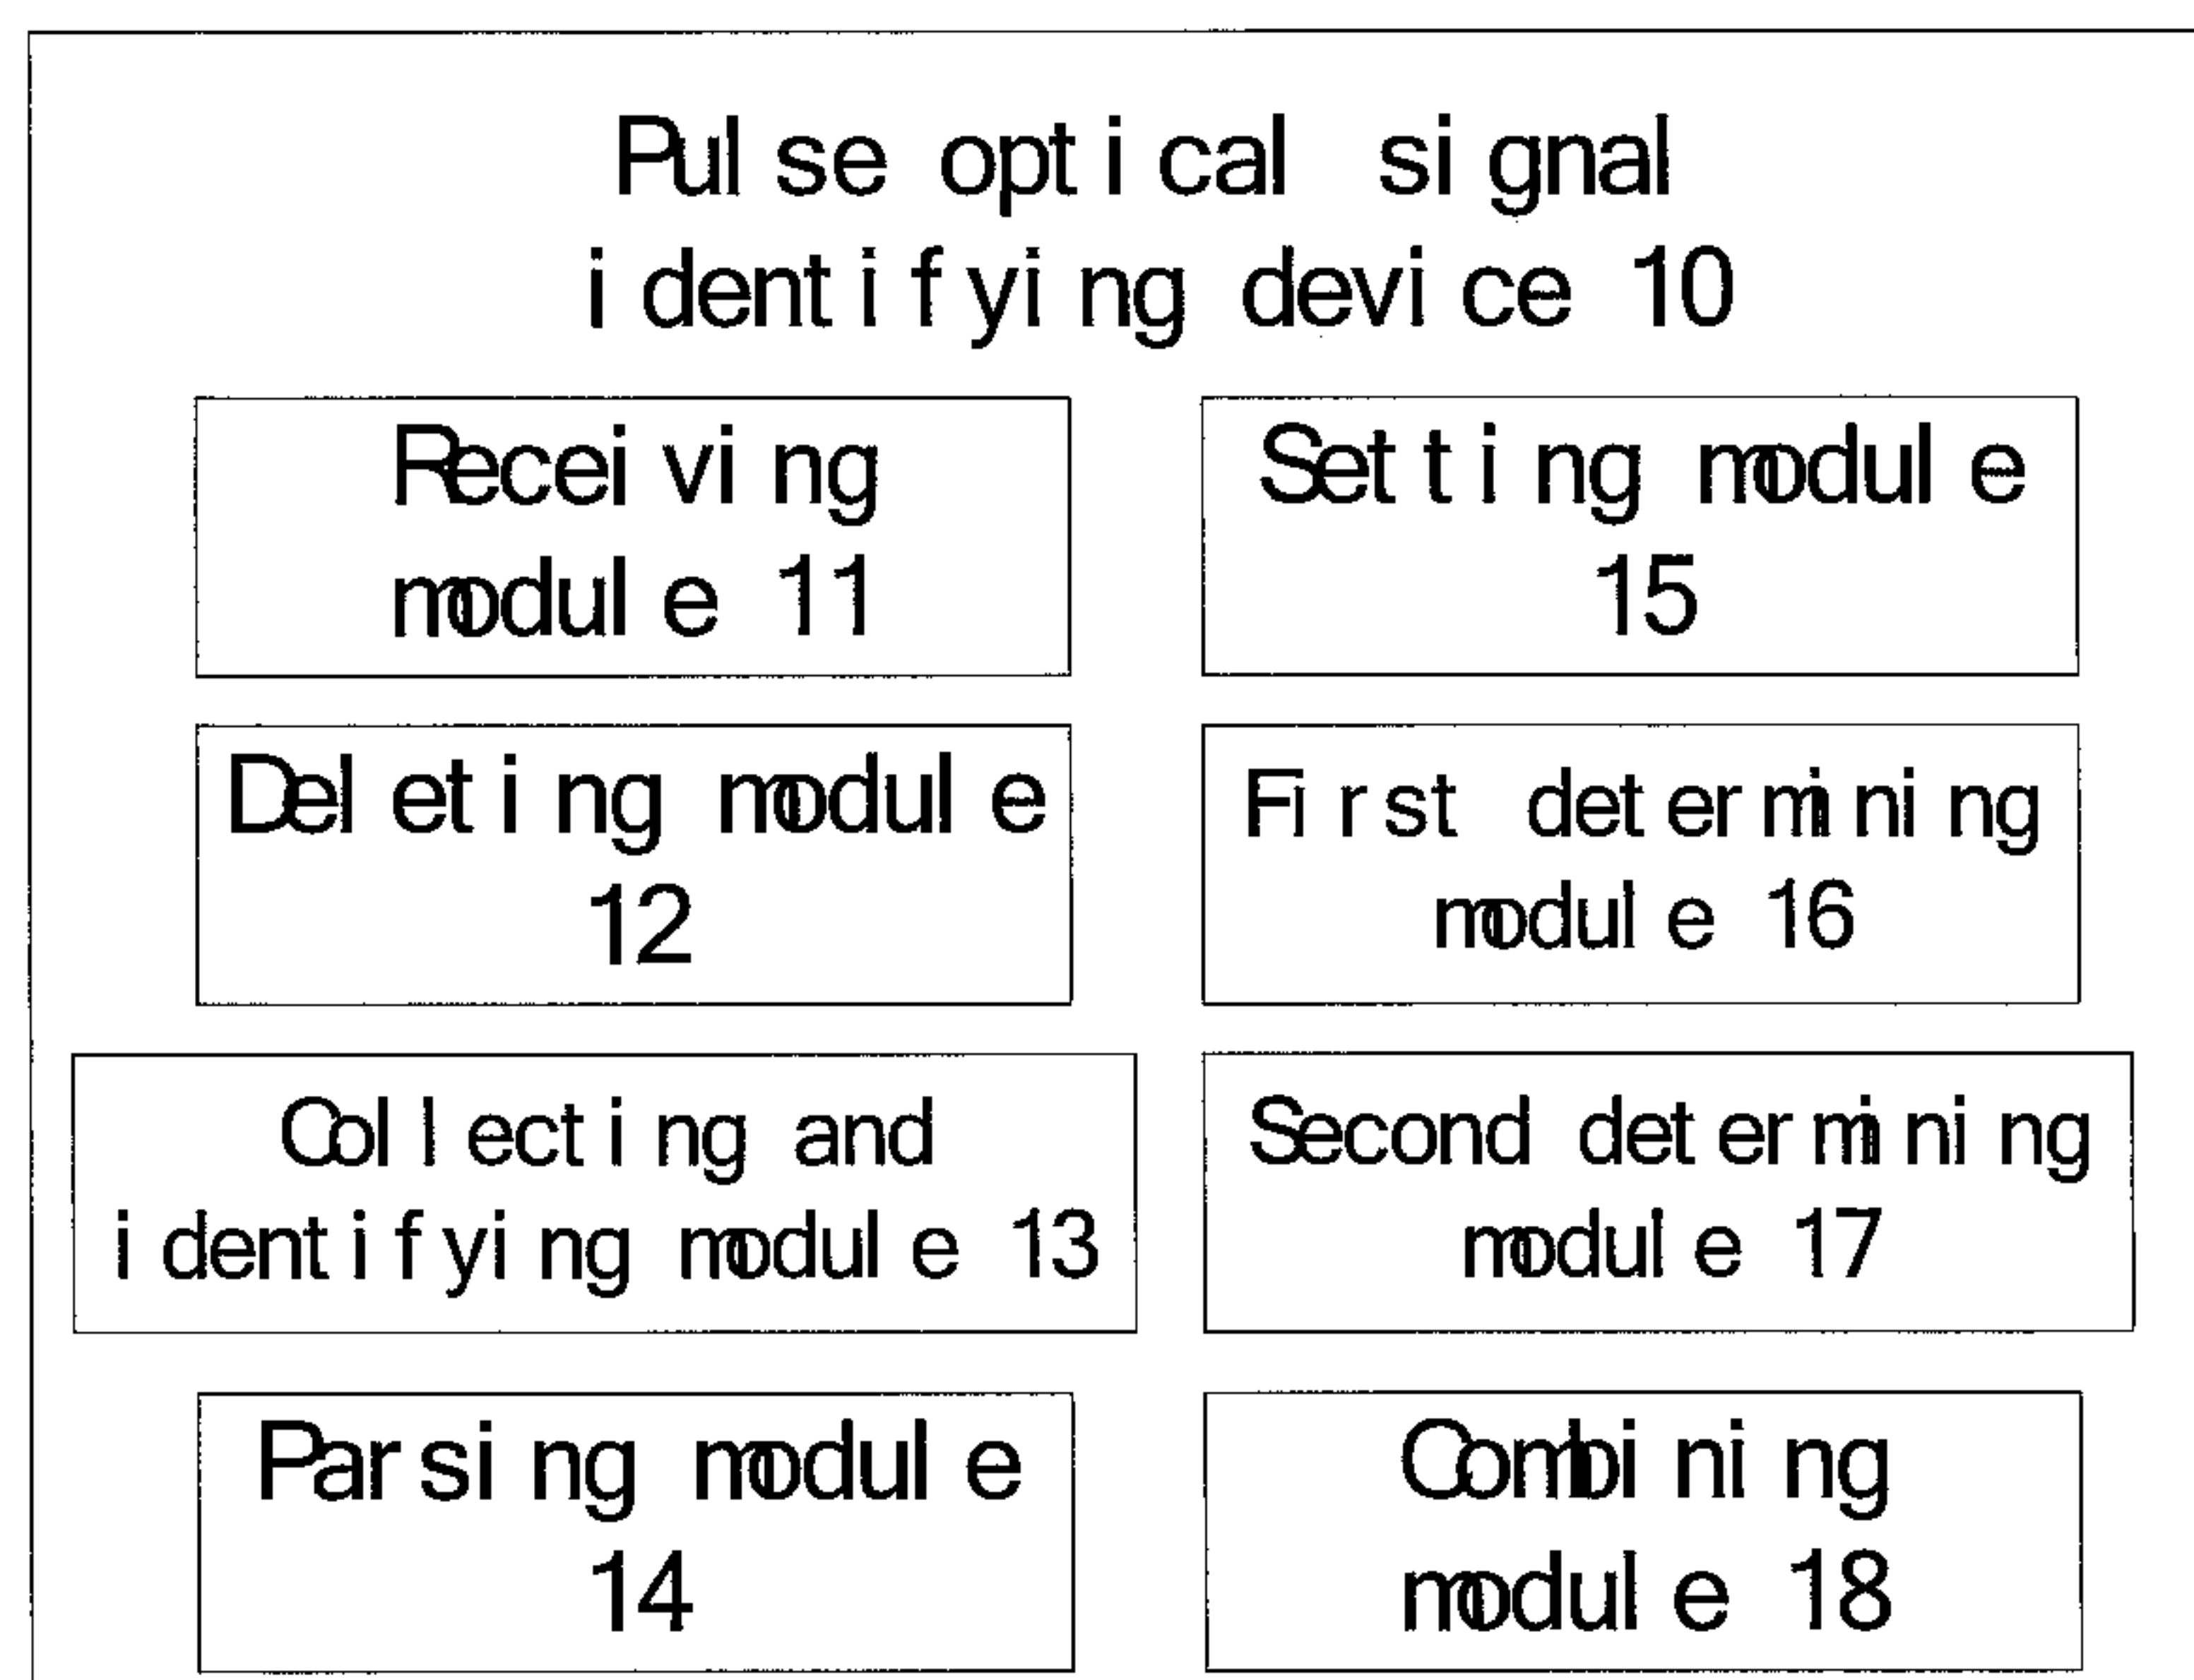 Pulse optical signal
identifying device 10
Receiving
module 11
Setting module
15
Deleting module
12
First determining
module 16
Collecting and
identifying module 13
Second determining
module 17
Parsing module
14
Combining
module 18